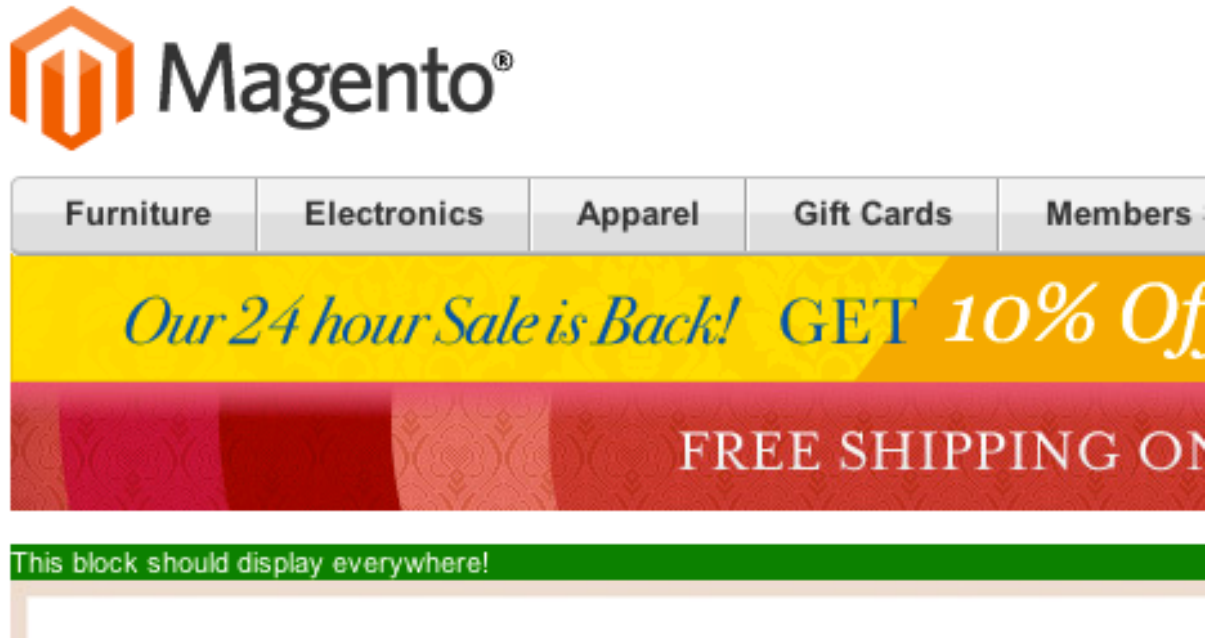 Magento®
Furniture Electronics Apparel Gift Cards Members
Our 24 hour Sale is Back! GET 10% Of
FREE SHIPPING ON
This block should display everywhere!